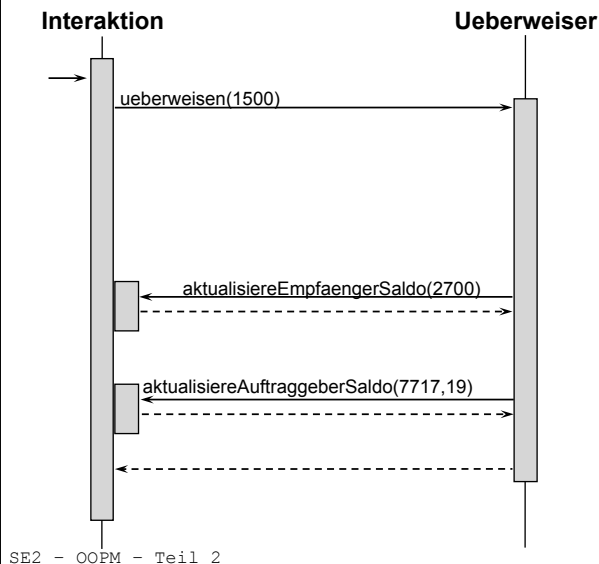 Interaktion
Ueberweiser
ueberweisen(1500)
aktualisiereEmpfaengerSaldo(2700)
aktualisiereAuftraggeberSaldo(7717,19)
SE2 – OOPM – Teil 2